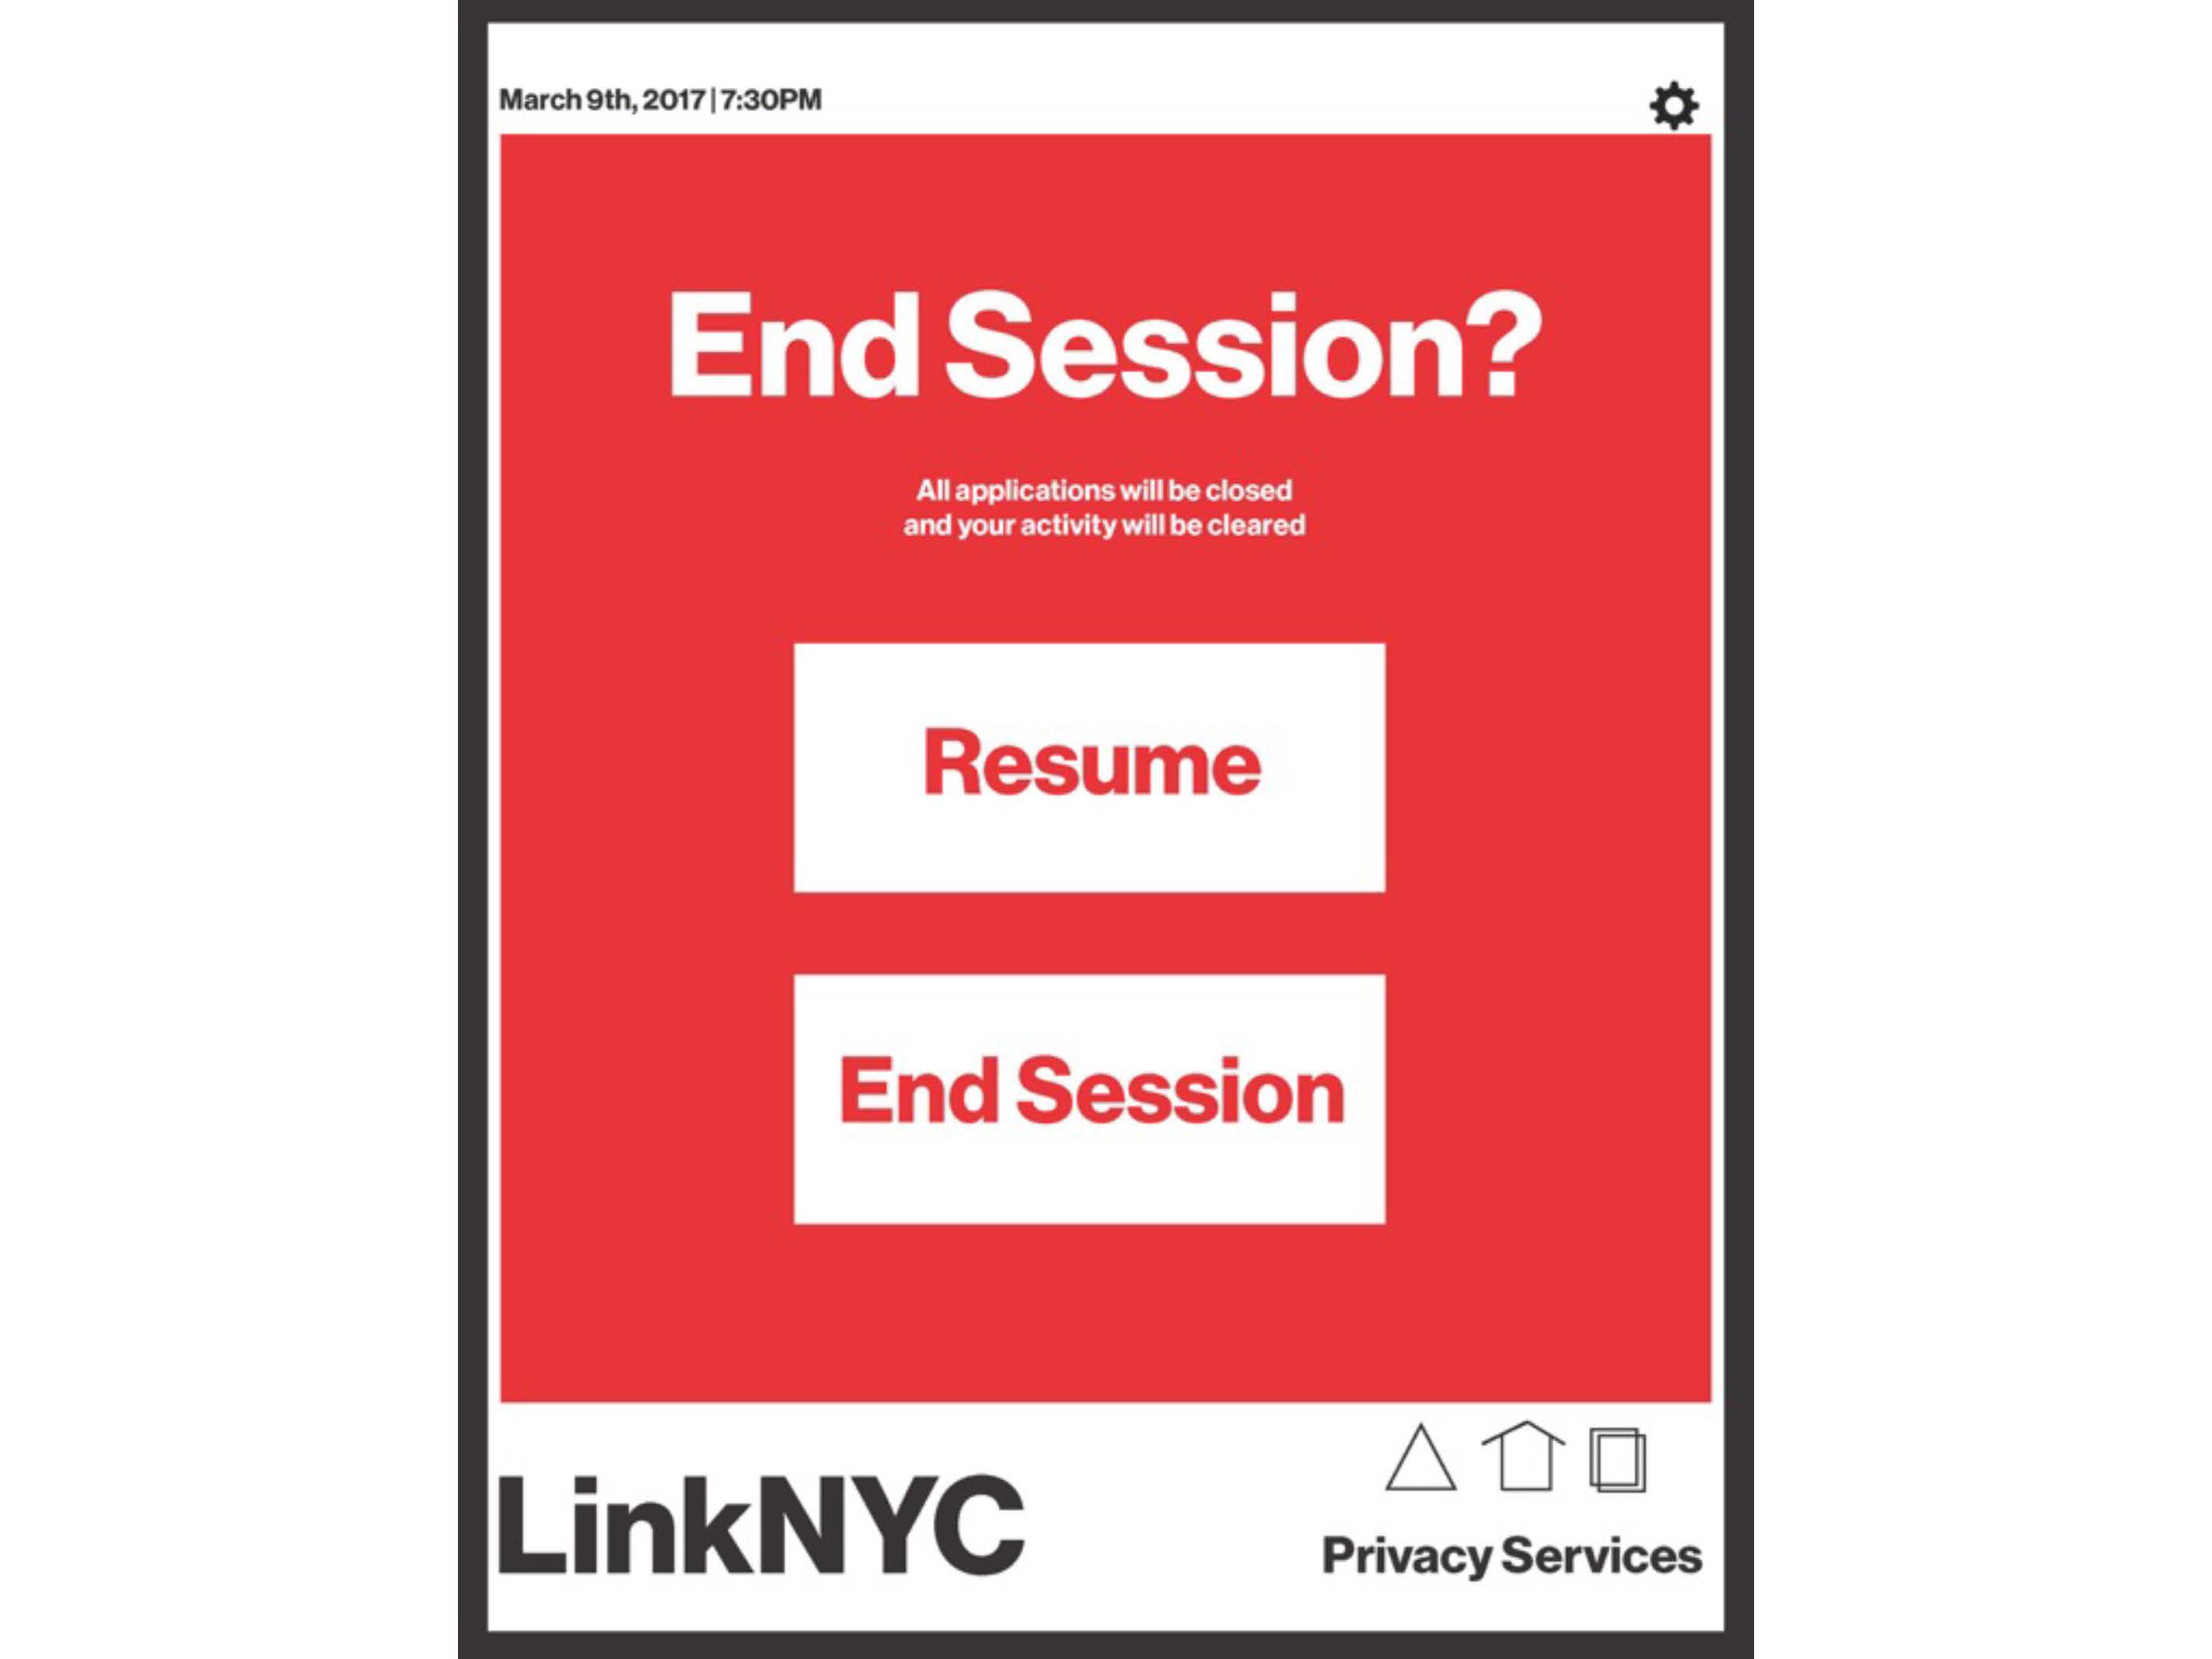 March 9th, 2017 | 7:30PM
End Session?
All applications will be closed
and your activity will be cleared
Resume
End Session
LinkNYC
Privacy Services